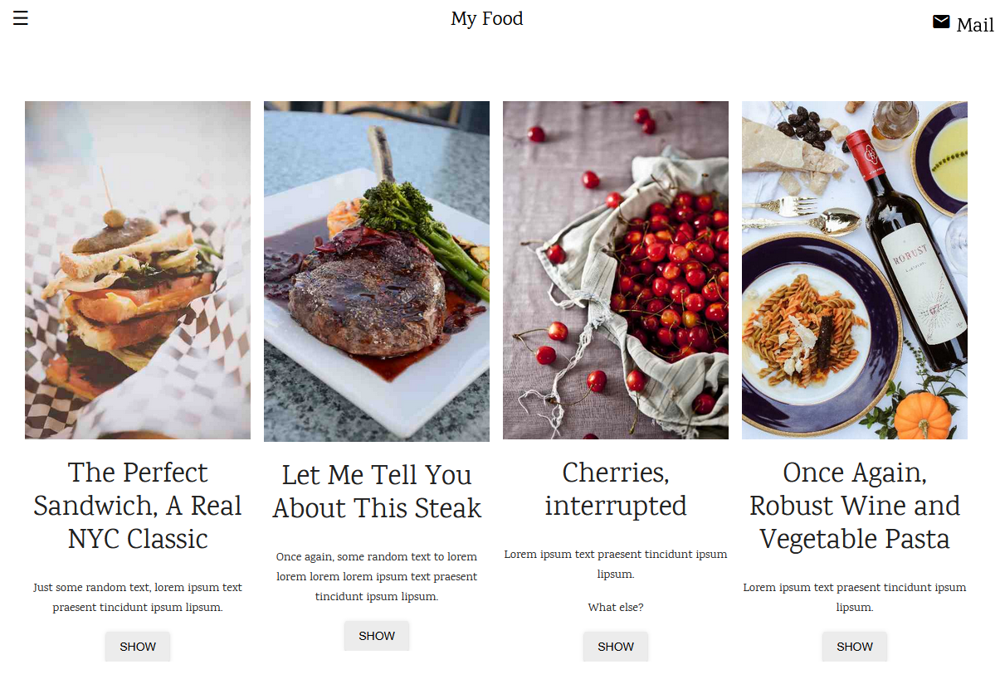 ☰
My Food
Mail
ROBUST
The Perfect
Sandwich, A Real
NYC Classic
Just some random text, lorem ipsum text
praesent tincidunt ipsum lipsum.
SHOW
Let Me Tell You
About This Steak
Once again, some random text to lorem
lorem lorem lorem ipsum text praesent
tincidunt ipsum lipsum.
SHOW
Cherries,
interrupted
Lorem ipsum text praesent tincidunt ipsum
lipsum.
What else?
SHOW
Once Again,
Robust Wine and
Vegetable Pasta
Lorem ipsum text praesent tincidunt ipsum
lipsum.
SHOW